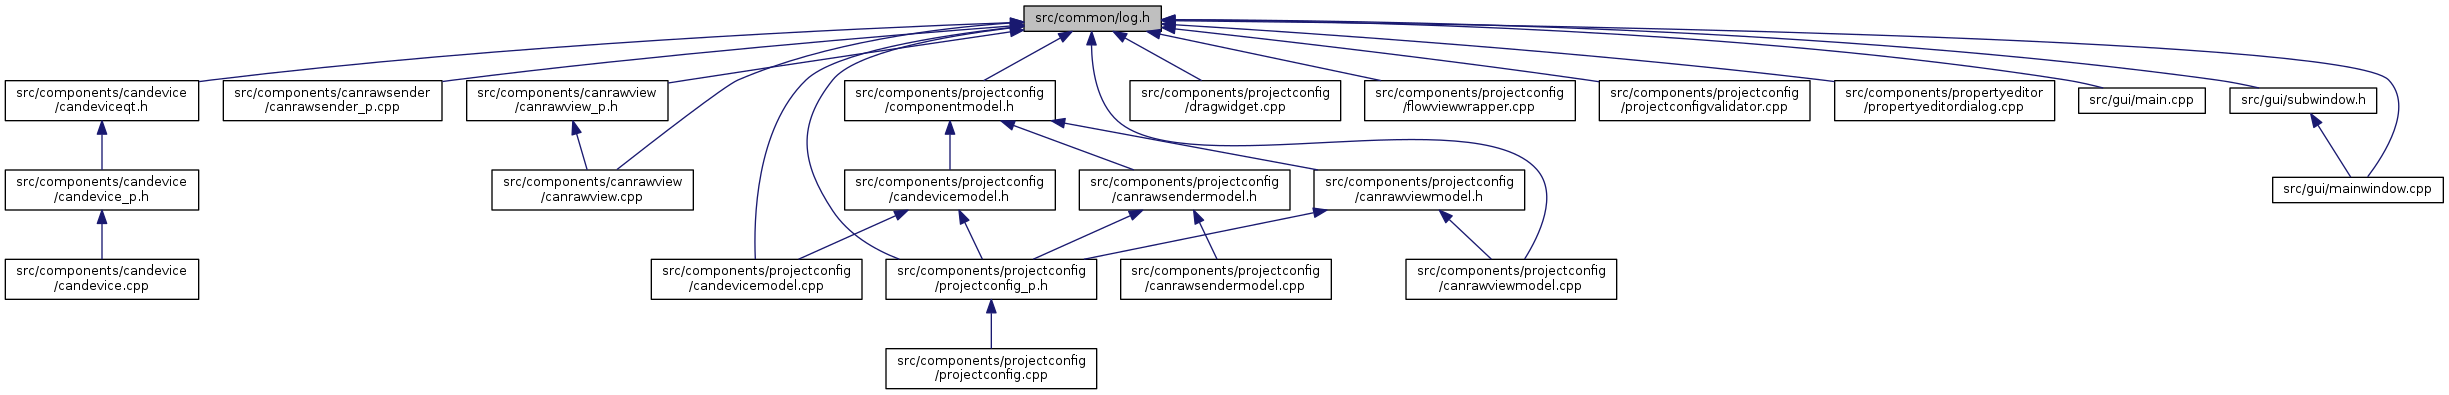 src/common/log.h
src/components/candevice
/candeviceqt.h
src/components/canrawsender
/canrawsender_p.cpp
src/components/canrawview
/canrawview_p.h
src/components/projectconfig
/componentmodel.h
src/components/projectconfig
/dragwidget.cpp
src/components/projectconfig
/flowviewwrapper.cpp
src/components/projectconfig
/projectconfigvalidator.cpp
src/components/propertyeditor
/propertyeditordialog.cpp
src/gui/main.cpp
src/gui/subwindow.h
src/components/candevice
/candevice_p.h
src/components/canrawview
/canrawview.cpp
src/components/projectconfig
/candevicemodel.h
src/components/projectconfig
/canrawsendermodel.h
src/components/projectconfig
/canrawviewmodel.h
src/gui/mainwindow.cpp
src/components/candevice
/candevice.cpp
src/components/projectconfig
/candevicemodel.cpp
src/components/projectconfig
/projectconfig_p.h
src/components/projectconfig
/canrawsendermodel.cpp
src/components/projectconfig
/canrawviewmodel.cpp
src/components/projectconfig
/projectconfig.cpp